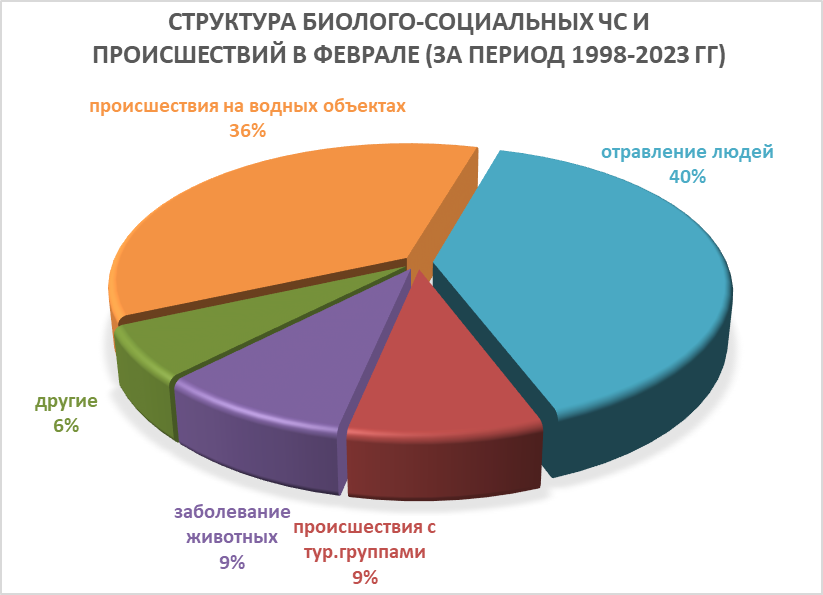 СТРУКТУРА БИОЛОГО-СОЦИАЛЬНЫХ ЧС И
ПРОИСШЕСТВИЙ В ФЕВРАЛЕ (ЗА ПЕРИОД 1998-2023 ГГ)
происшествия на водных объектах
36%
отравление людей
40%
другие
6%
заболевание
животных
9%
происшествия с
тур.группами
9%